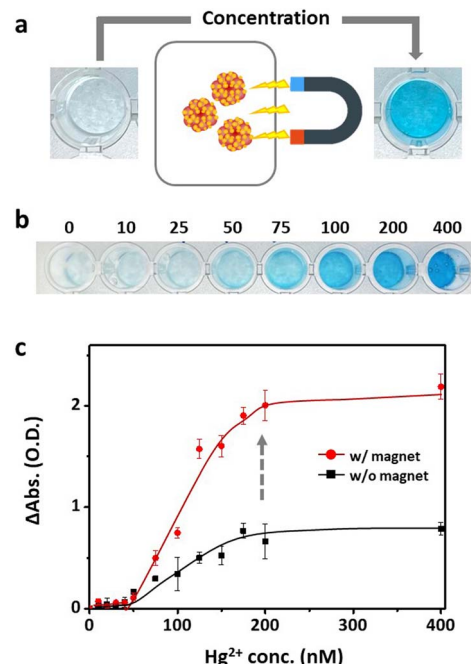 a
Concentration
b
0 10 25 50 75 100 200 400
c
ΔAbs. (O.D.)
2
1
0
w/ magnet
w/o magnet
0 100 200 300 400
Hg²⁺ conc. (nM)